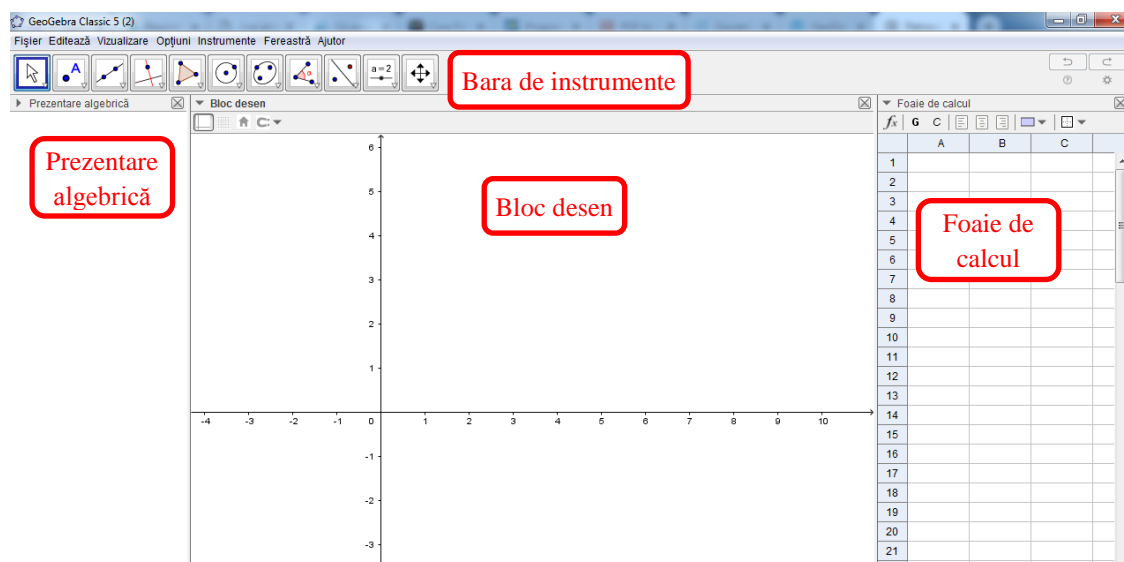 GeoGebra Classic 5 (2)
Fişier Editează Vizualizare Opţiuni Instrumente Fereastră Ajutor
a=2
Bara de instrumente
Prezentare algebrică
Bloc desen
Foaie de calcul
fx G C
Prezentare
algebrică
Bloc desen
Foaie de
calcul
A B C
1
2
3
4
5
6
7
8
9
10
11
12
13
14
15
16
17
18
19
20
21
6
5
4
3
2
1
-4 -3 -2 -1 0 1 2 3 4 5 6 7 8 9 10
-1
-2
-3